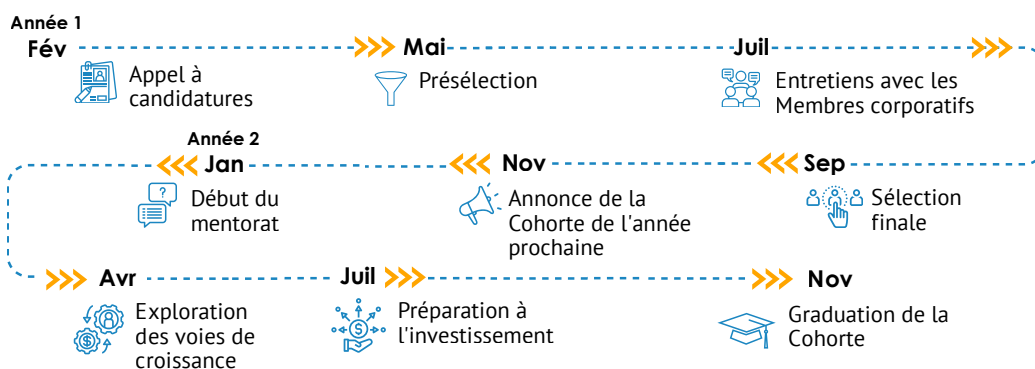 Année 1
Fév
Appel à
candidatures
Mai
Présélection
Juil
Entretiens avec les
Membres corporatifs
Sep
Sélection
finale
Nov
Annonce de la
Cohorte de l'année
prochaine
Année 2
Jan
Début du
mentorat
Avr
Exploration
des voies de
croissance
Juil
Préparation à
l'investissement
Nov
Graduation de la
Cohorte